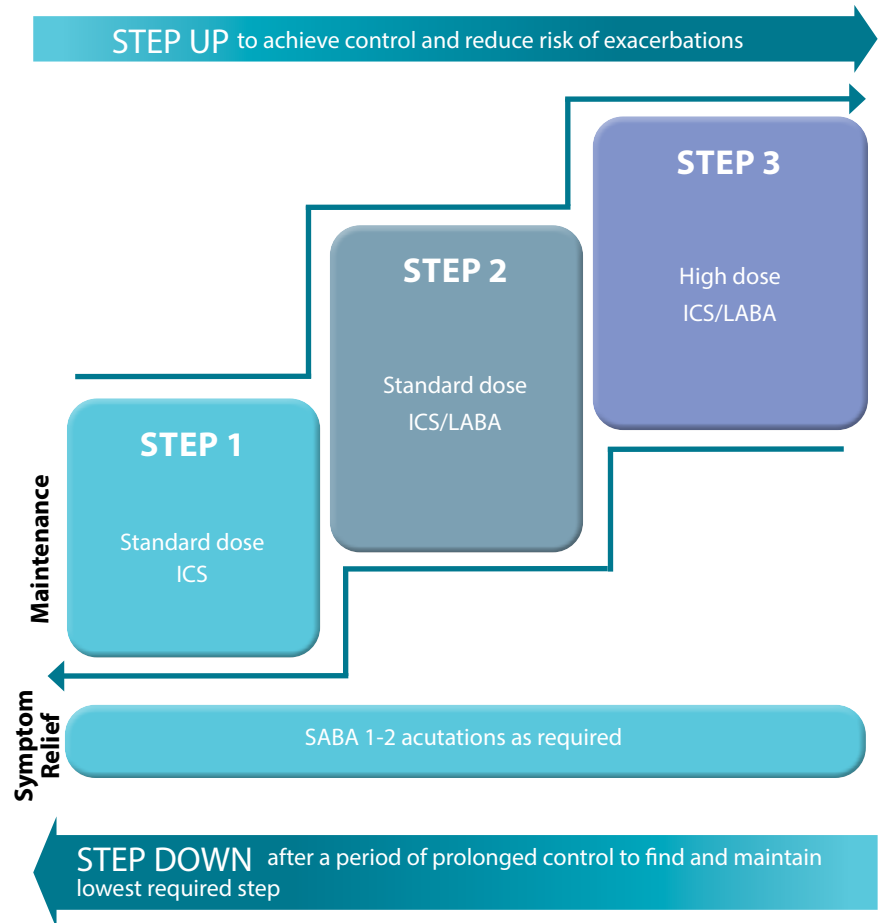 STEP UP to achieve control and reduce risk of exacerbations
STEP 3
High dose
ICS/LABA
STEP 2
Standard dose
ICS/LABA
STEP 1
Standard dose
ICS
Maintenance
Symptom
Relief
SABA 1-2 acutations as required
STEP DOWN after a period of prolonged control to find and maintain
lowest required step